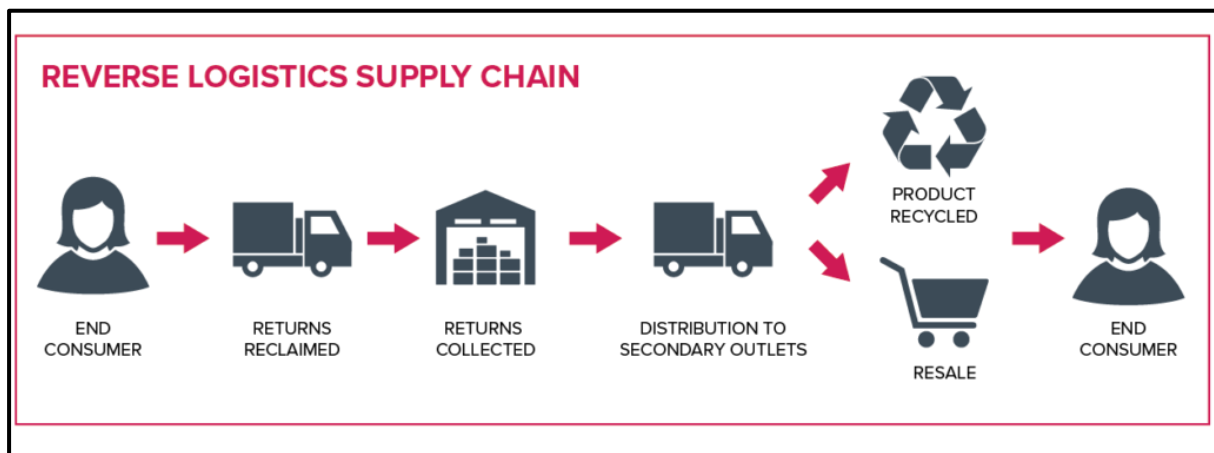 REVERSE LOGISTICS SUPPLY CHAIN
END
CONSUMER
RETURNS
RECLAIMED
RETURNS
COLLECTED
DISTRIBUTION TO
SECONDARY OUTLETS
PRODUCT
RECYCLED
RESALE
END
CONSUMER